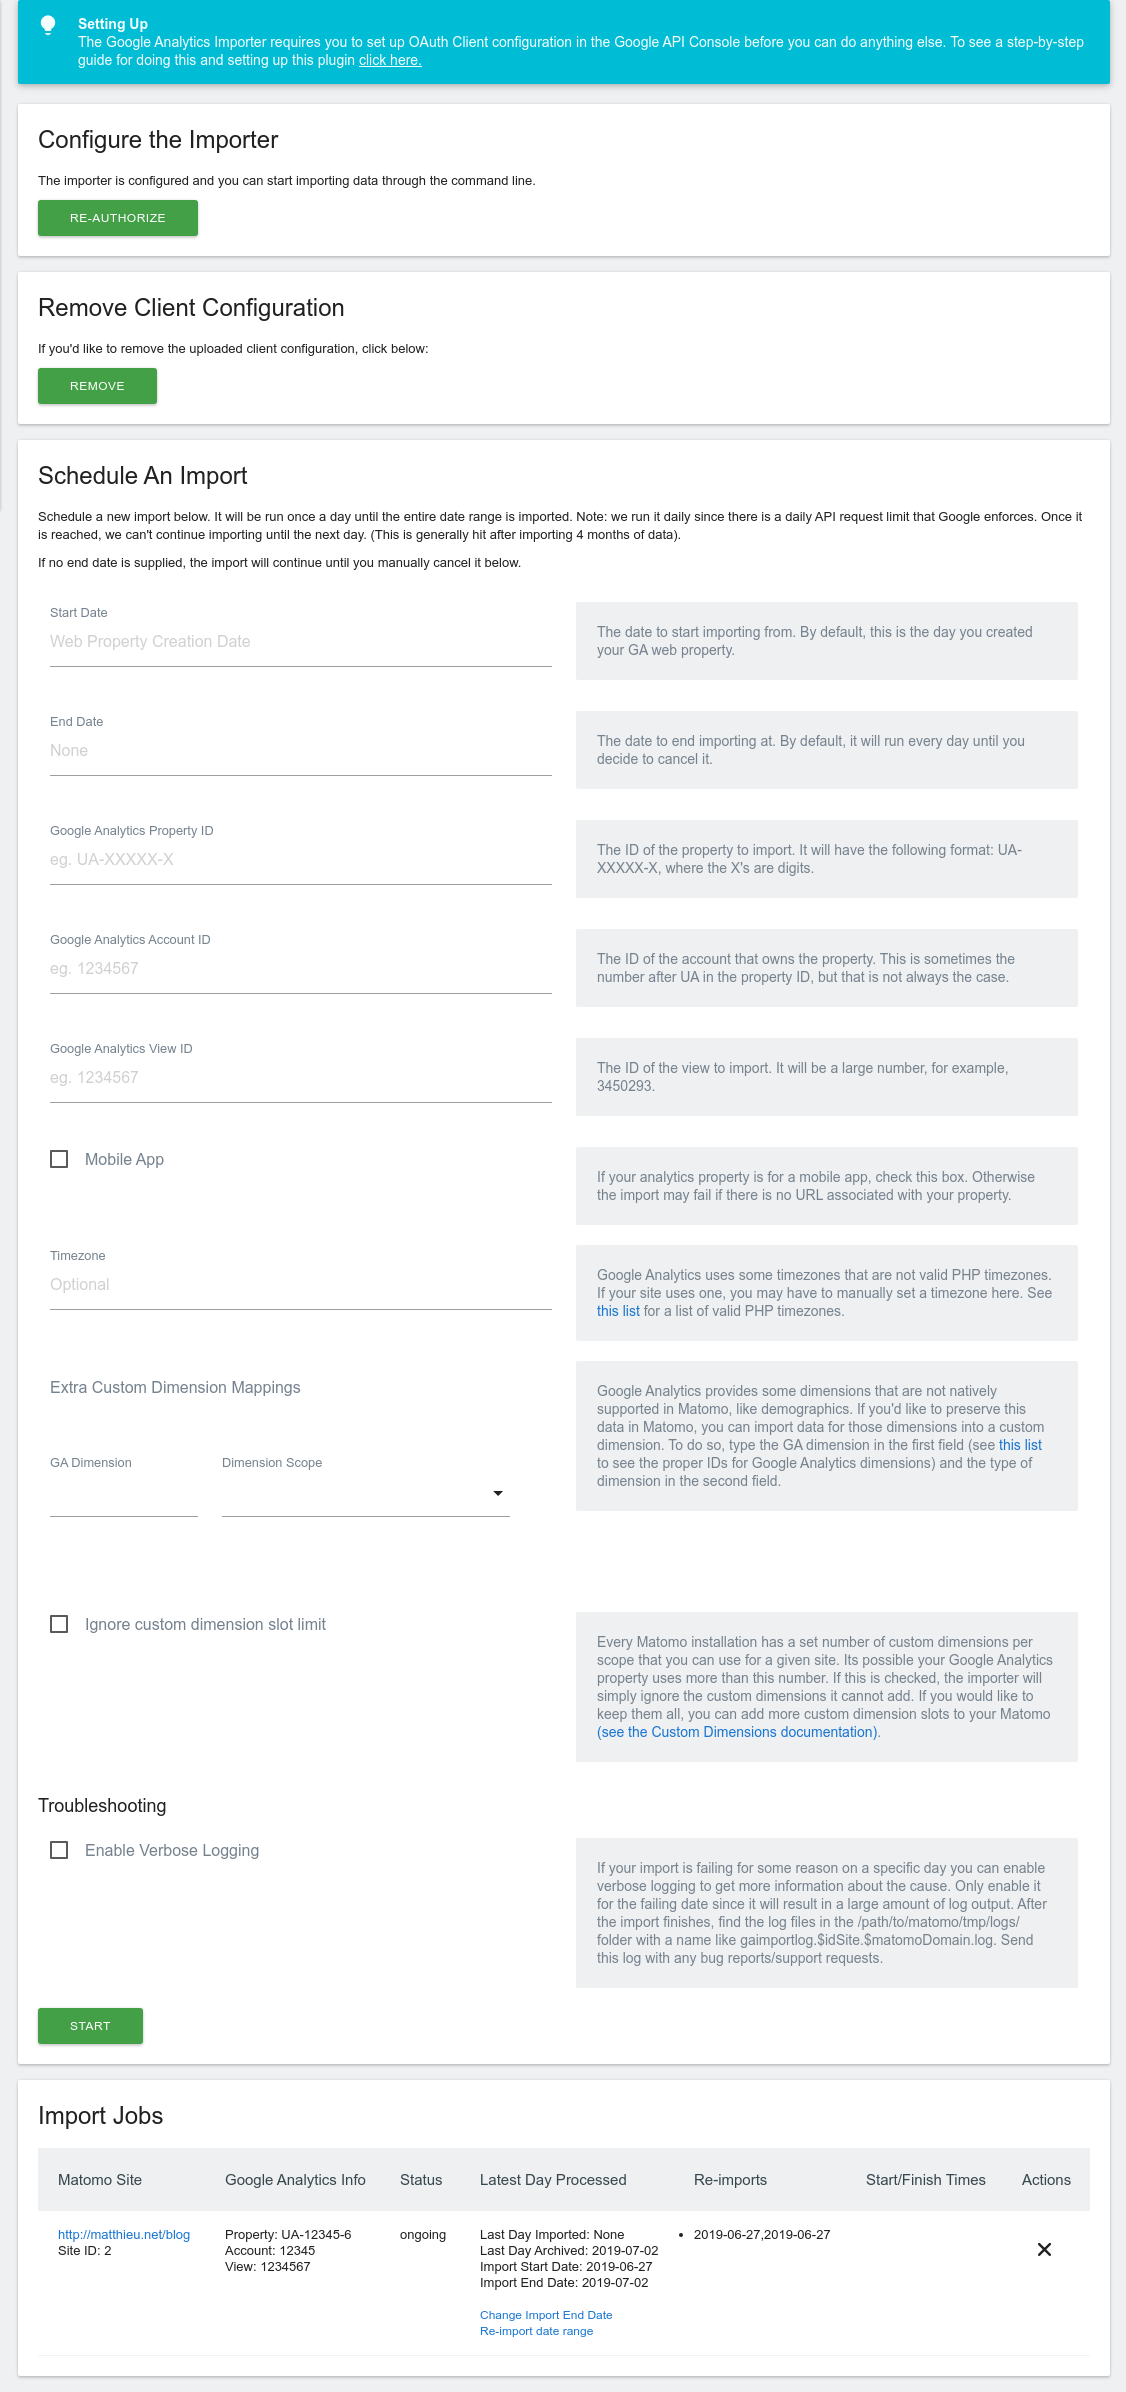 Setting Up
The Google Analytics Importer requires you to set up OAuth Client configuration in the Google API Console before you can do anything else. To see a step-by-step
guide for doing this and setting up this plugin click here.
Configure the Importer
The importer is configured and you can start importing data through the command line.
RE-AUTHORIZE
Remove Client Configuration
If you'd like to remove the uploaded client configuration, click below:
REMOVE
Schedule An Import
Schedule a new import below. It will be run once a day until the entire date range is imported. Note: we run it daily since there is a daily API request limit that Google enforces. Once it
is reached, we can't continue importing until the next day. (This is generally hit after importing 4 months of data).
If no end date is supplied, the import will continue until you manually cancel it below.
Start Date
Web Property Creation Date
The date to start importing from. By default, this is the day you created
your GA web property.
End Date
None
The date to end importing at. By default, it will run every day until you
decide to cancel it.
Google Analytics Property ID
eg. UA-XXXXX-X
The ID of the property to import. It will have the following format: UA-
XXXXX-X, where the X's are digits.
Google Analytics Account ID
eg. 1234567
The ID of the account that owns the property. This is sometimes the
number after UA in the property ID, but that is not always the case.
Google Analytics View ID
eg. 1234567
The ID of the view to import. It will be a large number, for example,
3450293.
Mobile App
If your analytics property is for a mobile app, check this box. Otherwise
the import may fail if there is no URL associated with your property.
Timezone
Optional
Google Analytics uses some timezones that are not valid PHP timezones.
If your site uses one, you may have to manually set a timezone here. See
this list for a list of valid PHP timezones.
Extra Custom Dimension Mappings
GA Dimension
Dimension Scope
Google Analytics provides some dimensions that are not natively
supported in Matomo, like demographics. If you'd like to preserve this
data in Matomo, you can import data for those dimensions into a custom
dimension. To do so, type the GA dimension in the first field (see this list
to see the proper IDs for Google Analytics dimensions) and the type of
dimension in the second field.
Ignore custom dimension slot limit
Every Matomo installation has a set number of custom dimensions per
scope that you can use for a given site. Its possible your Google Analytics
property uses more than this number. If this is checked, the importer will
simply ignore the custom dimensions it cannot add. If you would like to
keep them all, you can add more custom dimension slots to your Matomo
(see the Custom Dimensions documentation).
Troubleshooting
Enable Verbose Logging
If your import is failing for some reason on a specific day you can enable
verbose logging to get more information about the cause. Only enable it
for the failing date since it will result in a large amount of log output. After
the import finishes, find the log files in the /path/to/matomo/tmp/logs/
folder with a name like gaimportlog.$idSite.$matomoDomain.log. Send
this log with any bug reports/support requests.
START
Import Jobs
Matomo Site
Google Analytics Info
Status
Latest Day Processed
Re-imports
Start/Finish Times
Actions
http://matthieu.net/blog
Site ID: 2
Property: UA-12345-6
Account: 12345
View: 1234567
ongoing
Last Day Imported: None
Last Day Archived: 2019-07-02
Import Start Date: 2019-06-27
Import End Date: 2019-07-02
Change Import End Date
Re-import date range
• 2019-06-27,2019-06-27